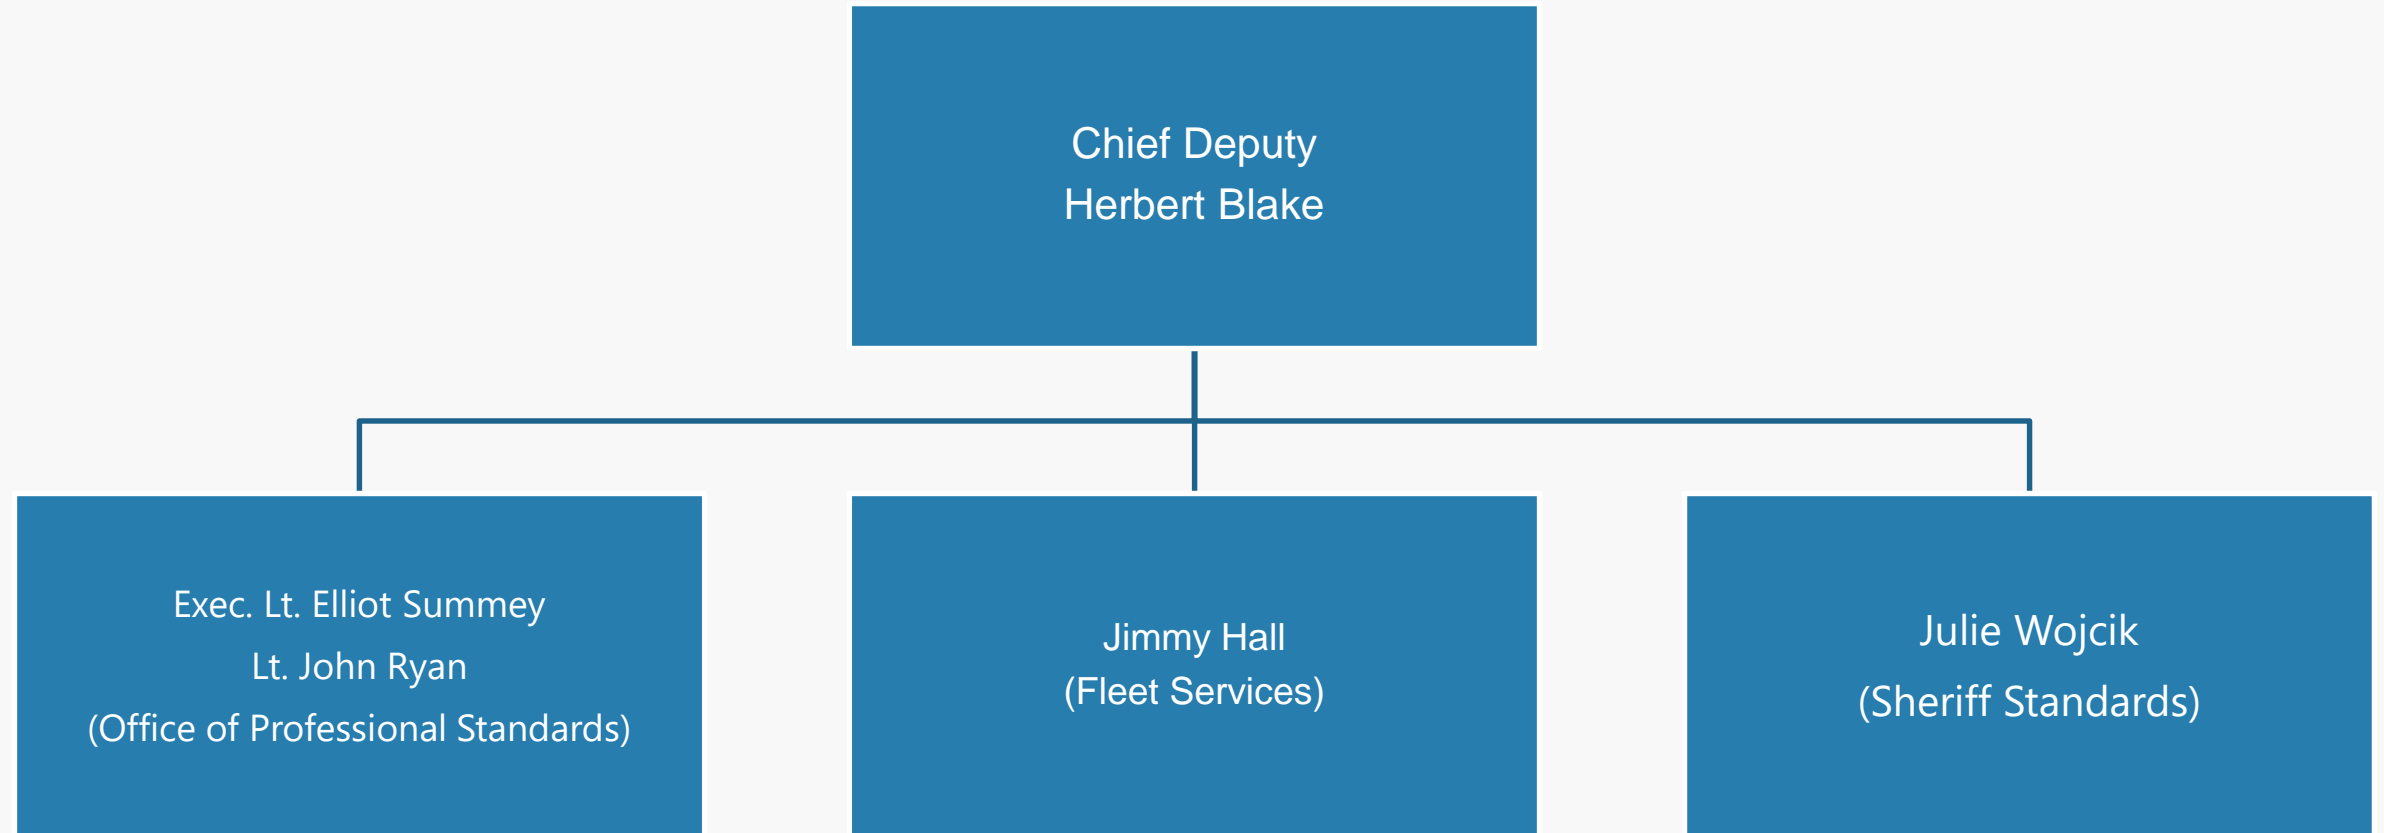 Chief Deputy
Herbert Blake
Exec. Lt. Elliot Summey
Lt. John Ryan
(Office of Professional Standards)
Jimmy Hall
(Fleet Services)
Julie Wojcik
(Sheriff Standards)